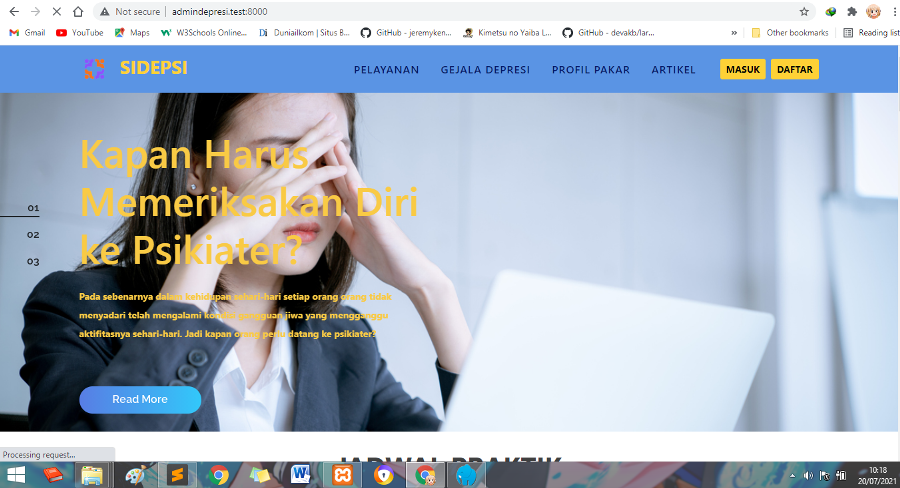 Not secure | admindepresi.test:8000
Gmail YouTube Maps W3Schools Online... Duniailkom | Situs B... GitHub - jeremyken... Kimetsu no Yaiba L... GitHub - devakb/lar... » Other bookmarks Reading list
SIDEPSI PELAYANAN GEJALA DEPRESI PROFIL PAKAR ARTIKEL MASUK DAFTAR
Kapan Harus
Memeriksakan Diri
ke Psikiater?
01
02
03
Pada sebenarnya dalam kehidupan sehari-hari setiap orang orang tidak
menyadari telah mengalami kondisi gangguan jiwa yang mengganggu
aktifitasnya sehari-hari. Jadi kapan orang perlu datang ke psikiater?
Read More
Processing request...
JADWAL PRAKTIK
10:18
20/07/2021